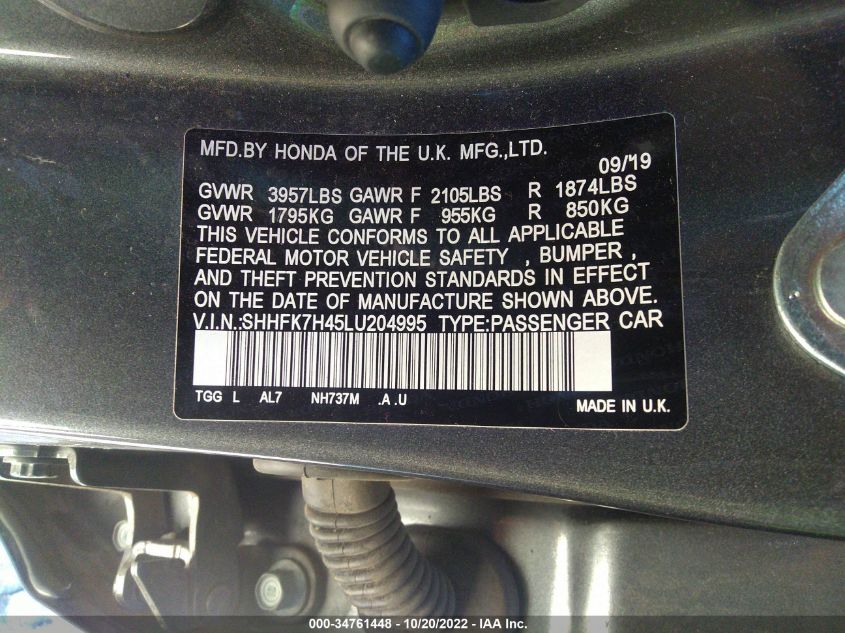 MFD.BY HONDA OF THE U.K. MFG.,LTD.
09/19
GVWR 3957LBS GAWR F 2105LBS R 1874LBS
GVWR 1795KG GAWR F 955KG R 850KG
THIS VEHICLE CONFORMS TO ALL APPLICABLE
FEDERAL MOTOR VEHICLE SAFETY , BUMPER ,
AND THEFT PREVENTION STANDARDS IN EFFECT
ON THE DATE OF MANUFACTURE SHOWN ABOVE.
V.I.N.:SHHFK7H45LU204995 TYPE:PASSENGER CAR
TGG L AL7 NH737M .A .U
MADE IN U.K.
000-34761448 - 10/20/2022 - IAA Inc.